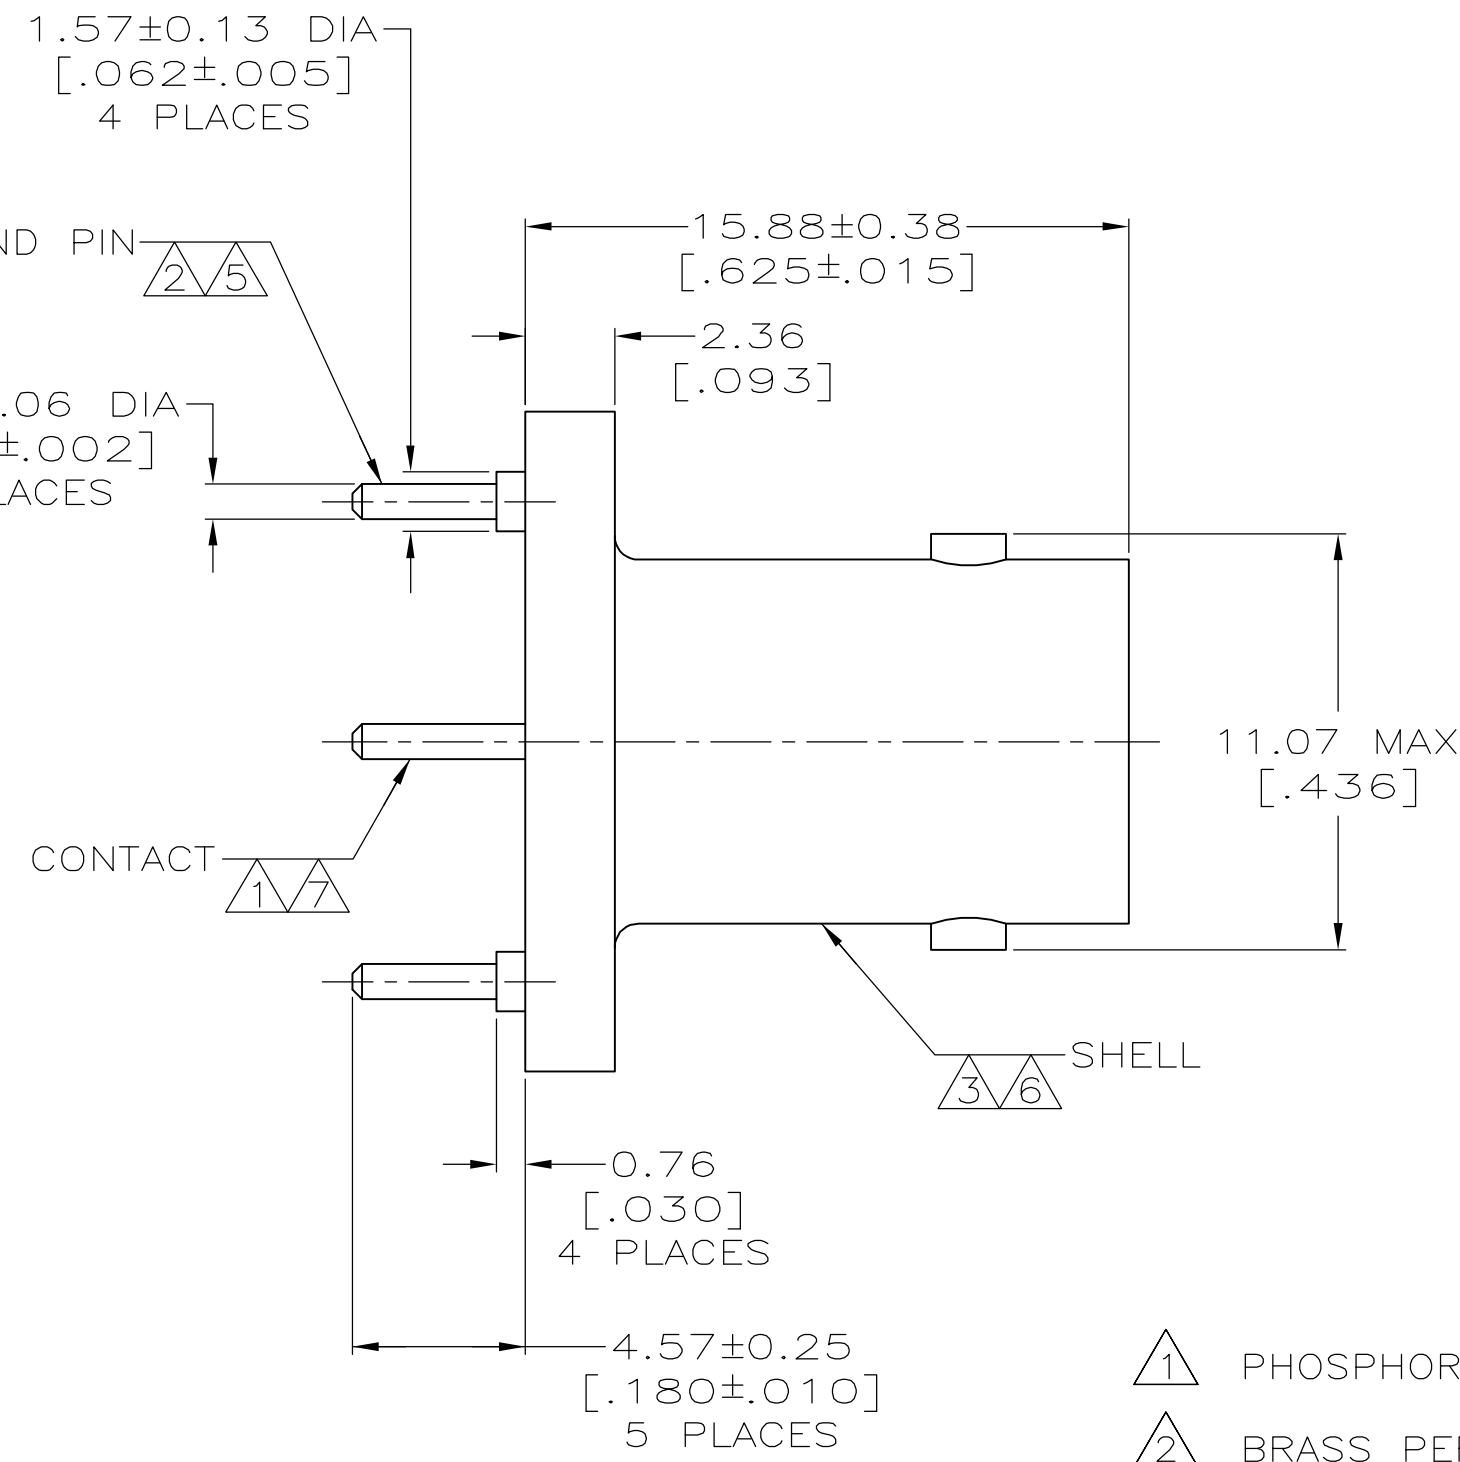 1.57±0.13 DIA
[.062±.005]
4 PLACES
ND PIN
2 5
15.88±0.38
[.625±.015]
2.36
[.093]
.06 DIA
±.002]
LACES
11.07 MAX
[.436]
CONTACT
1 7
SHELL
3 6
0.76
[.030]
4 PLACES
4.57±0.25
[.180±.010]
5 PLACES
1 PHOSPHOR
2 BRASS PE